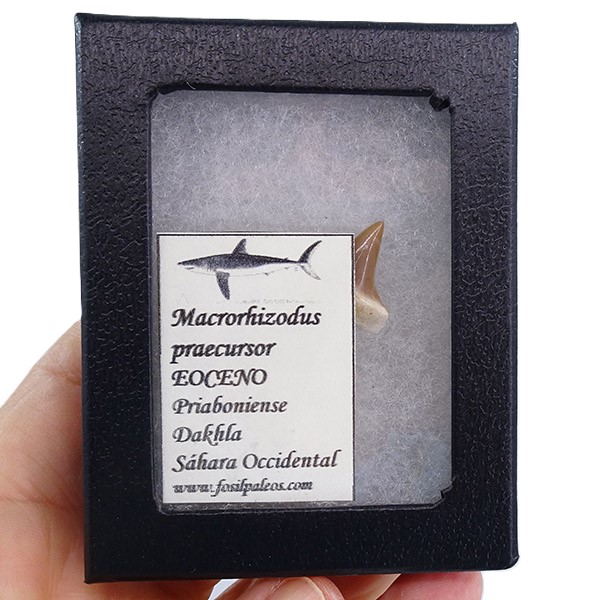 Macrorhizodus
praecursor
EOCENO
Priaboniense
Dakhla
Sáhara Occidental
www.fosilpaleos.com